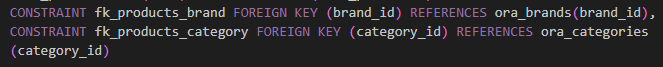 CONSTRAINT fk_products_brand FOREIGN KEY (brand_id) REFERENCES ora_brands(brand_id),
CONSTRAINT fk_products_category FOREIGN KEY (category_id) REFERENCES ora_categories
(category_id)